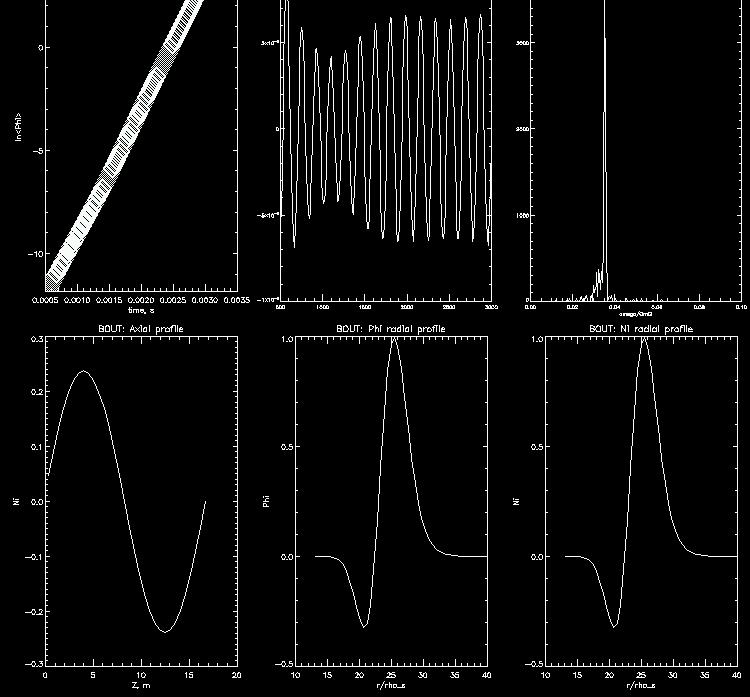 0
-5
-10
ln<Phi>
0.0005 0.0010 0.0015 0.0020 0.0025 0.0030 0.0035
time, s
0
500 1000 1500 2000 2500 3000
0.00 0.02 0.04 0.06 0.08 0.10
BOUT: Axial profile
0.3
0.2
0.1
0.0
-0.1
-0.2
-0.3
Ni
0 5 10 15 20
Z, m
BOUT: Phi radial profile
1.0
0.5
0.0
-0.5
Phi
10 15 20 25 30 35 40
r/rho_s
BOUT: Ni radial profile
1.0
0.5
0.0
-0.5
Ni
10 15 20 25 30 35 40
r/rho_s